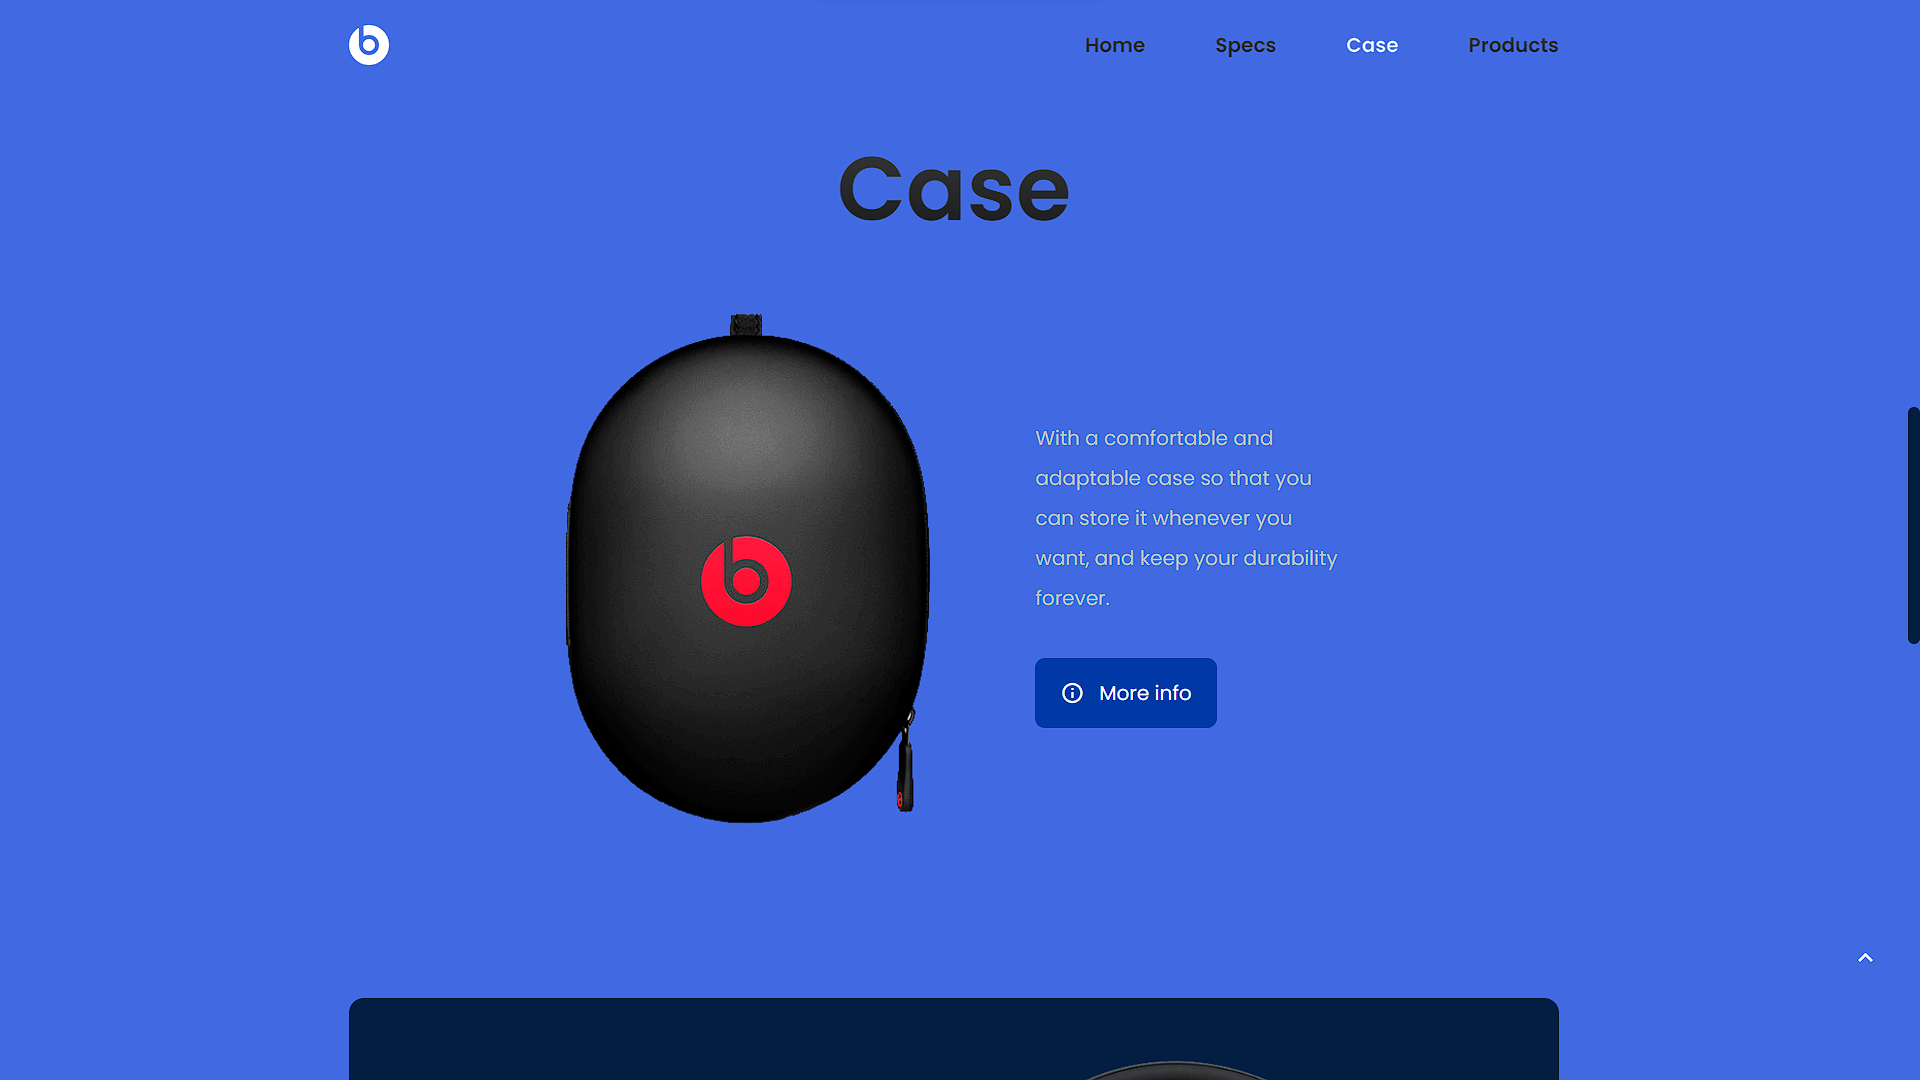 Home Specs Case Products
Case
With a comfortable and
adaptable case so that you
can store it whenever you
want, and keep your durability
forever.
More info